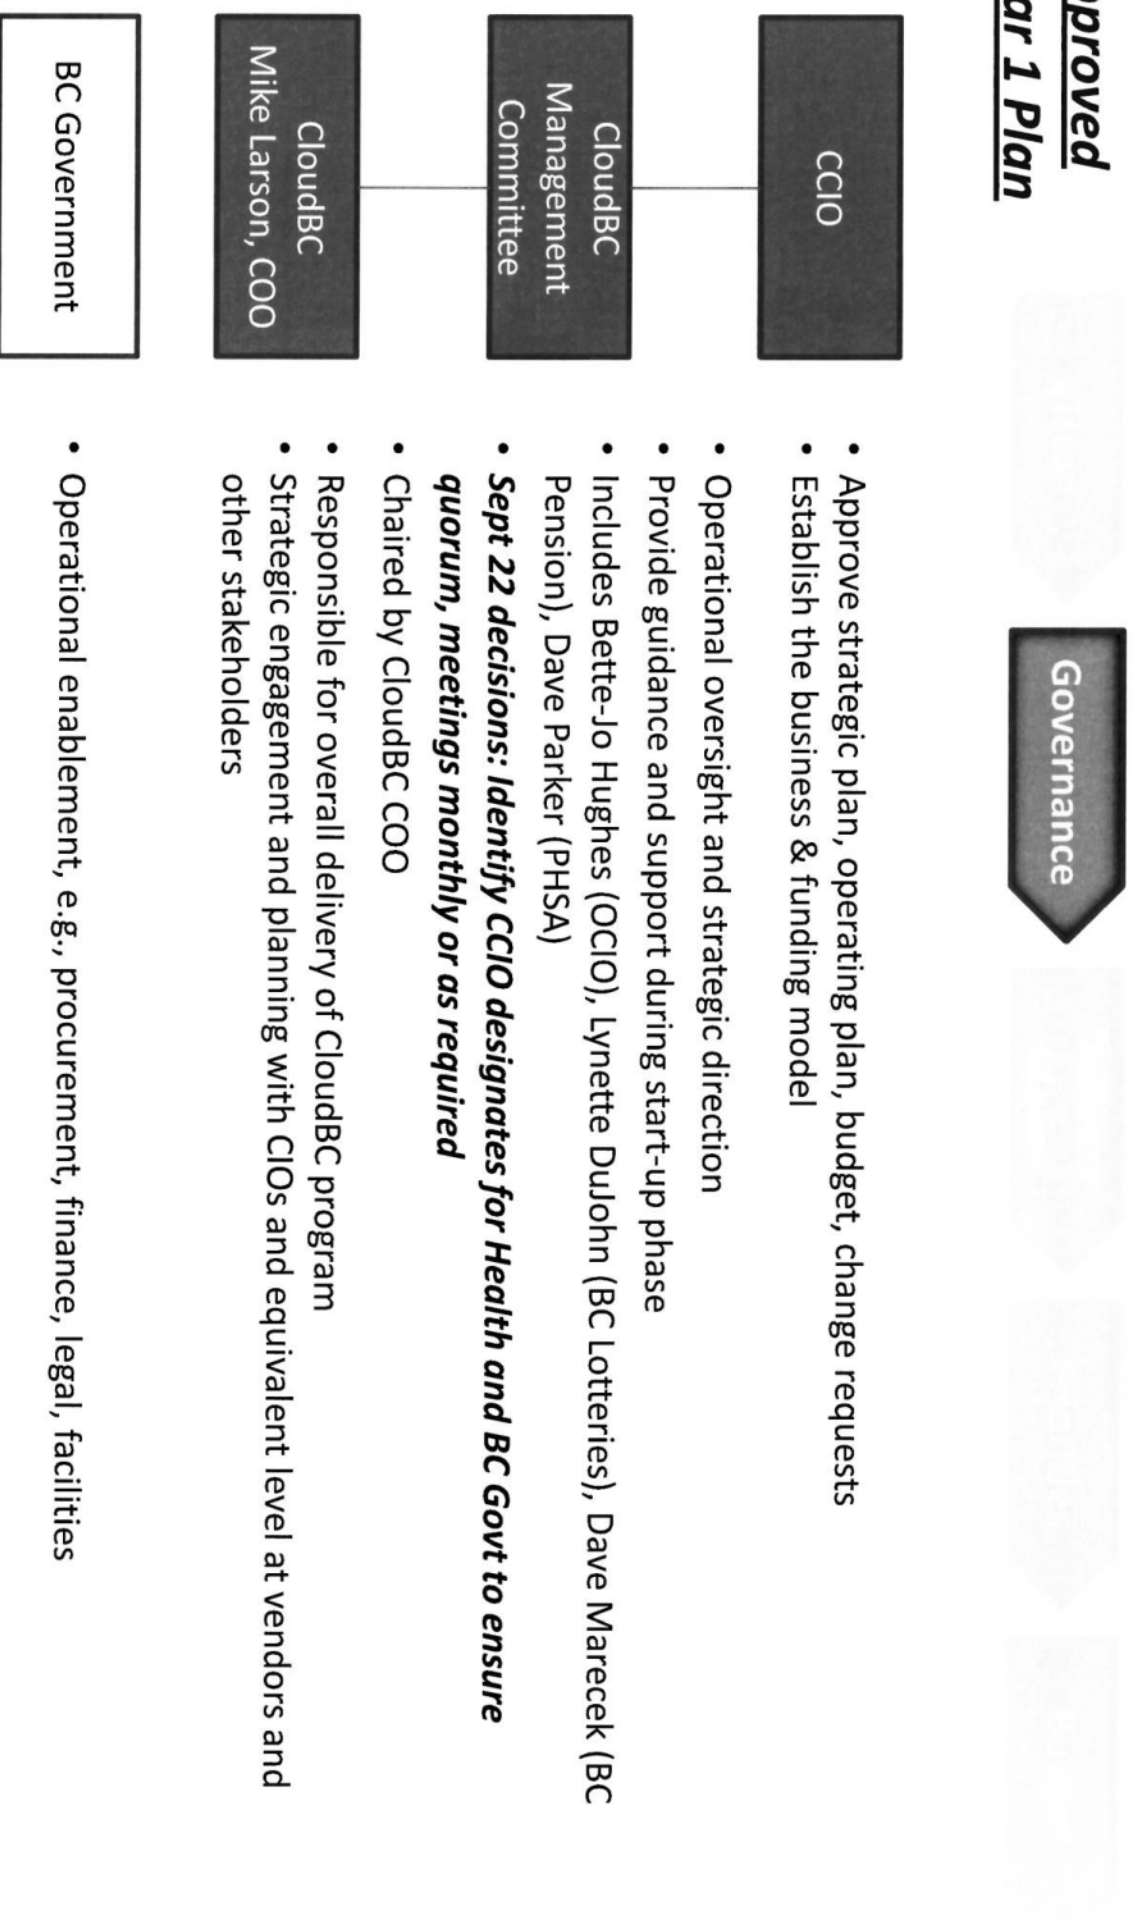 pproved
ar 1 Plan
Governance
CCIO
• Approve strategic plan, operating plan, budget, change requests
• Establish the business & funding model
CloudBC
Management
Committee
• Operational oversight and strategic direction
• Provide guidance and support during start-up phase
• Includes Bette-Jo Hughes (OCIO), Lynette DuJohn (BC Lotteries), Dave Marecek (BC
Pension), Dave Parker (PHSA)
• Sept 22 decisions: Identify CCIO designates for Health and BC Govt to ensure
quorum, meetings monthly or as required
• Chaired by CloudBC COO
CloudBC
Mike Larson, COO
• Responsible for overall delivery of CloudBC program
• Strategic engagement and planning with CIOs and equivalent level at vendors and
other stakeholders
BC Government
• Operational enablement, e.g., procurement, finance, legal, facilities